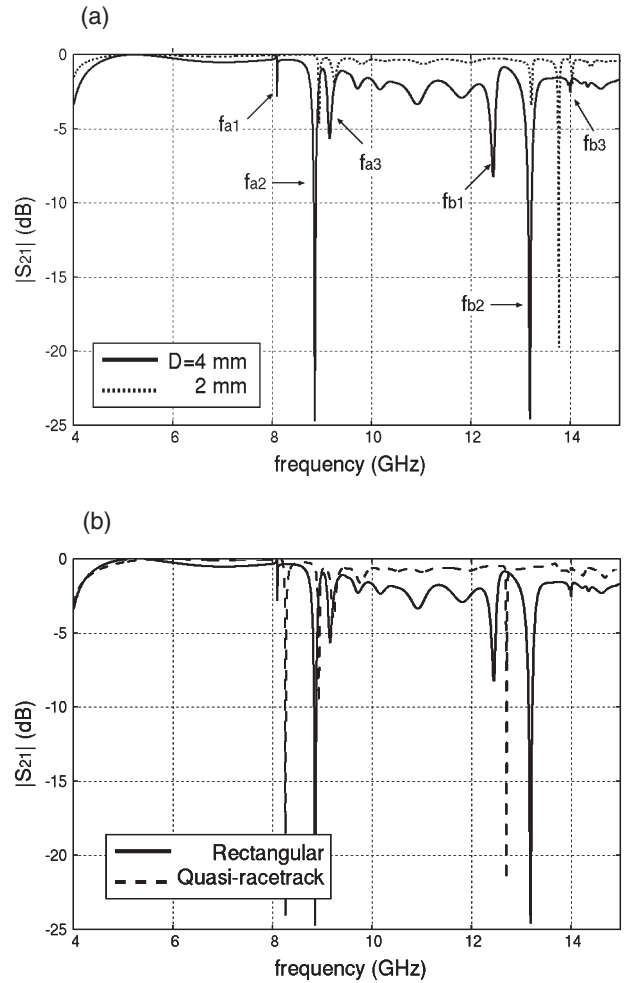 (a)
0
-5
-10
-15
-20
-25
|S21| (dB)
fa1
fa2
fa3
fb1
fb2
fb3
D=4 mm
2 mm
4 6 8 10 12 14
frequency (GHz)
(b)
0
-5
-10
-15
-20
-25
|S21| (dB)
Rectangular
Quasi-racetrack
4 6 8 10 12 14
frequency (GHz)